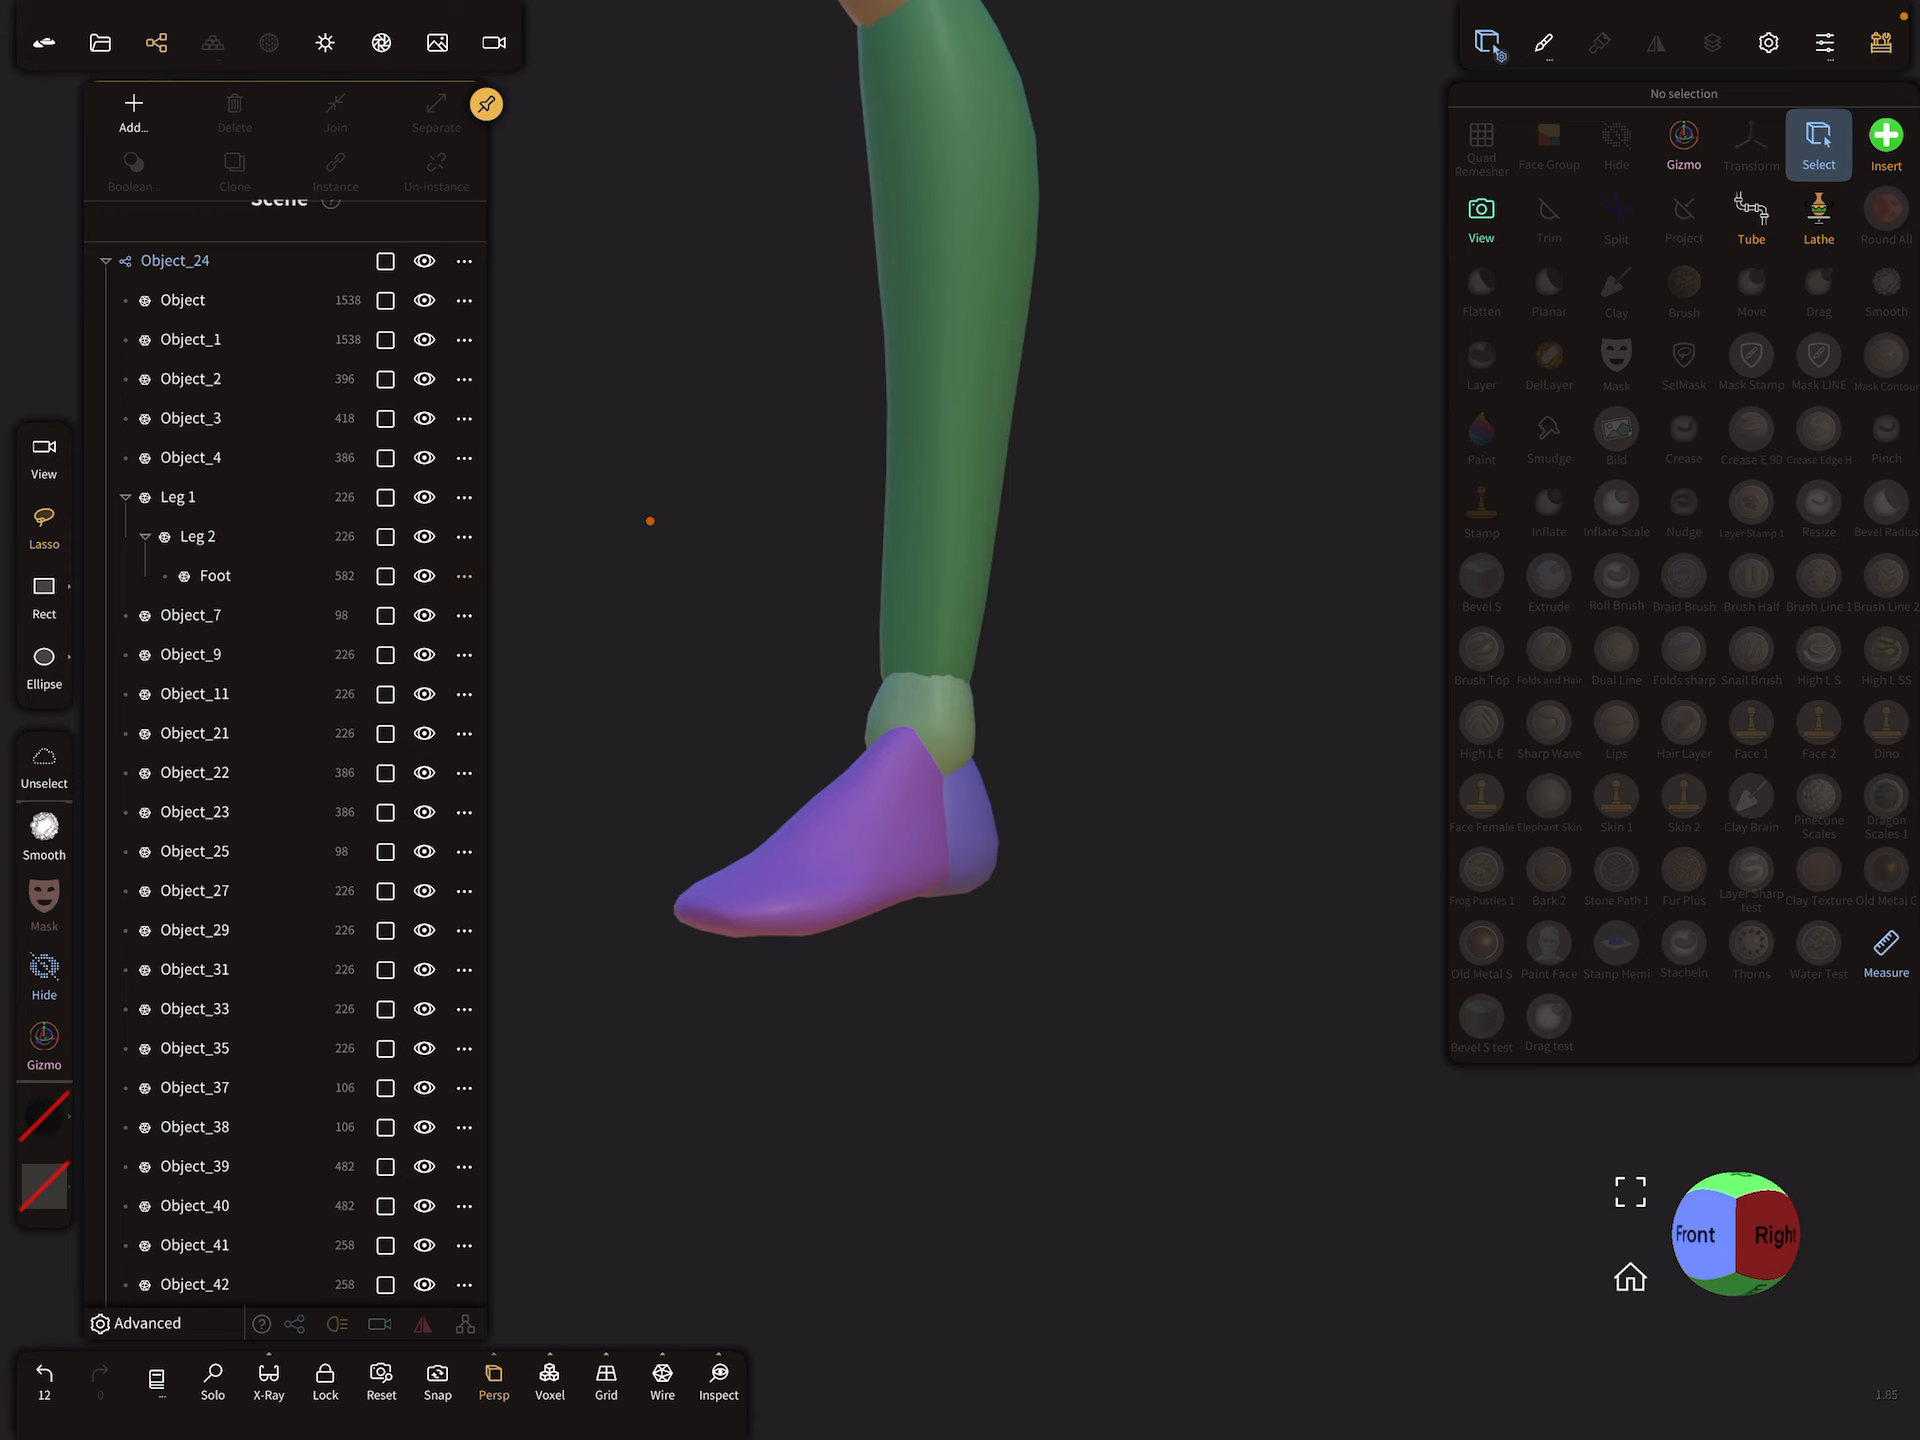 No selection
Add...
Delete
Join
Separate
Boolean...
Clone
Instance
Un-instance
Scene
Object_24
Object 1538
Object_1 1538
Object_2 396
Object_3 418
Object_4 386
Leg 1 226
Leg 2 226
Foot 582
Object_7 98
Object_9 226
Object_11 226
Object_21 226
Object_22 386
Object_23 386
Object_25 98
Object_27 226
Object_29 226
Object_31 226
Object_33 226
Object_35 226
Object_37 106
Object_38 106
Object_39 482
Object_40 482
Object_41 258
Object_42 258
Advanced
View
Lasso
Rect
Ellipse
Unselect
Smooth
Mask
Hide
Gizmo
12
0
Solo
X-Ray
Lock
Reset
Snap
Persp
Voxel
Grid
Wire
Inspect
Quad Remesher
Face Group
Hide
Gizmo
Transform
Select
Insert
View
Trim
Split
Project
Tube
Lathe
Round All
Flatten
Planar
Clay
Brush
Move
Drag
Smooth
Layer
DelLayer
Mask
SelMask
Mask Stamp
Mask LINE
Mask Contour
Paint
Smudge
Bild
Crease
Crease E 90
Crease Edge H
Pinch
Stamp
Inflate
Inflate Scale
Nudge
Layer Stamp 1
Resize
Bevel Radius
Bevel S
Extrude
Roll Brush
Braid Brush
Brush Half
Brush Line 1
Brush Line 2
Brush Top
Folds and Hair
Dual Line
Folds sharp
Snail Brush
High L S
High L SS
High L E
Sharp Wave
Lips
Hair Layer
Face 1
Face 2
Dino
Face Female
Elephant Skin
Skin 1
Skin 2
Clay Brain
Pinecone Scales
Dragon Scales 1
Frog Pustles 1
Bark 2
Stone Path 1
Fur Plus
Layer Sharp test
Clay Texture
Old Metal C
Old Metal S
Paint Face
Stamp Hemi
Stacheln
Thorns
Water Test
Measure
Bevel S test
Drag test
Front
Right
1.85